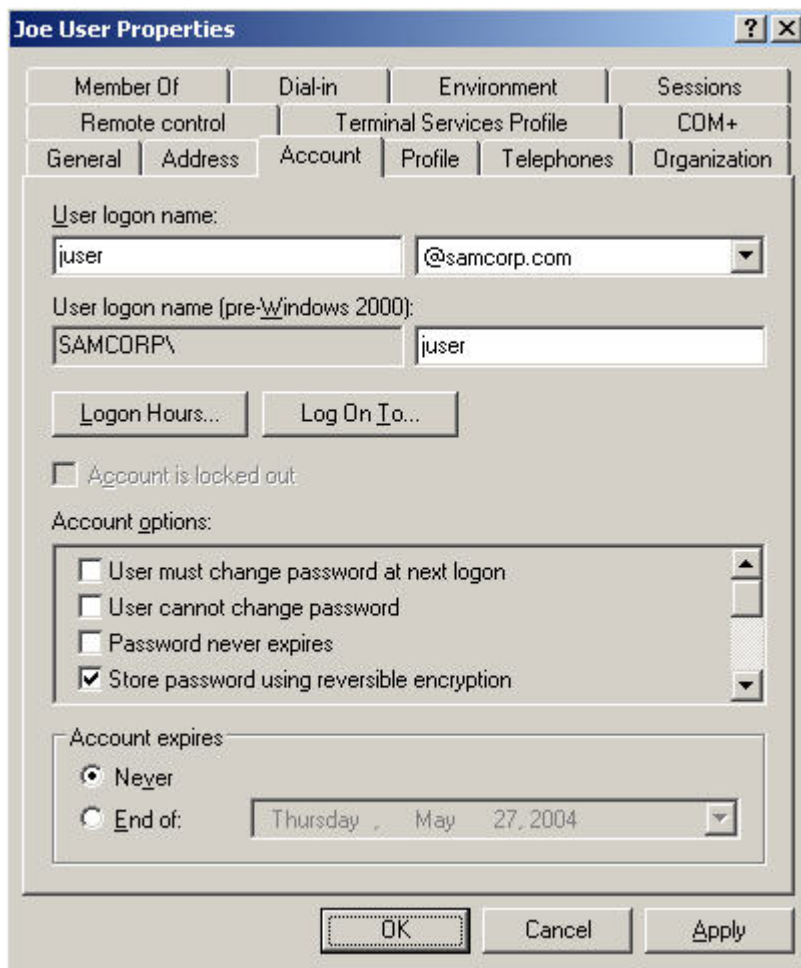 Joe User Properties
Member Of Dial-in Environment Sessions
Remote control Terminal Services Profile COM+
General Address Account Profile Telephones Organization
User logon name:
juser @samcorp.com
User logon name (pre-Windows 2000):
SAMCORP\ juser
Logon Hours... Log On To...
Account is locked out
Account options:
User must change password at next logon
User cannot change password
Password never expires
Store password using reversible encryption
Account expires
Never
End of: Thursday , May 27, 2004
OK Cancel Apply